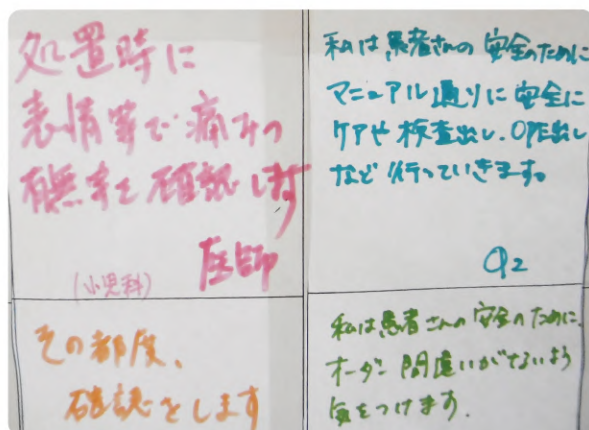 処置時に
表情等で痛みの
有無を確認します
医師
(小児科)
私は患者さんの安全のために
マニュアル通りに安全に
ケアや検査出し、OPE出し
など行っていきます。
その都度、
確認をします
私は患者さんの安全のために、
オーダー間違いがでないよう
気をつけます.